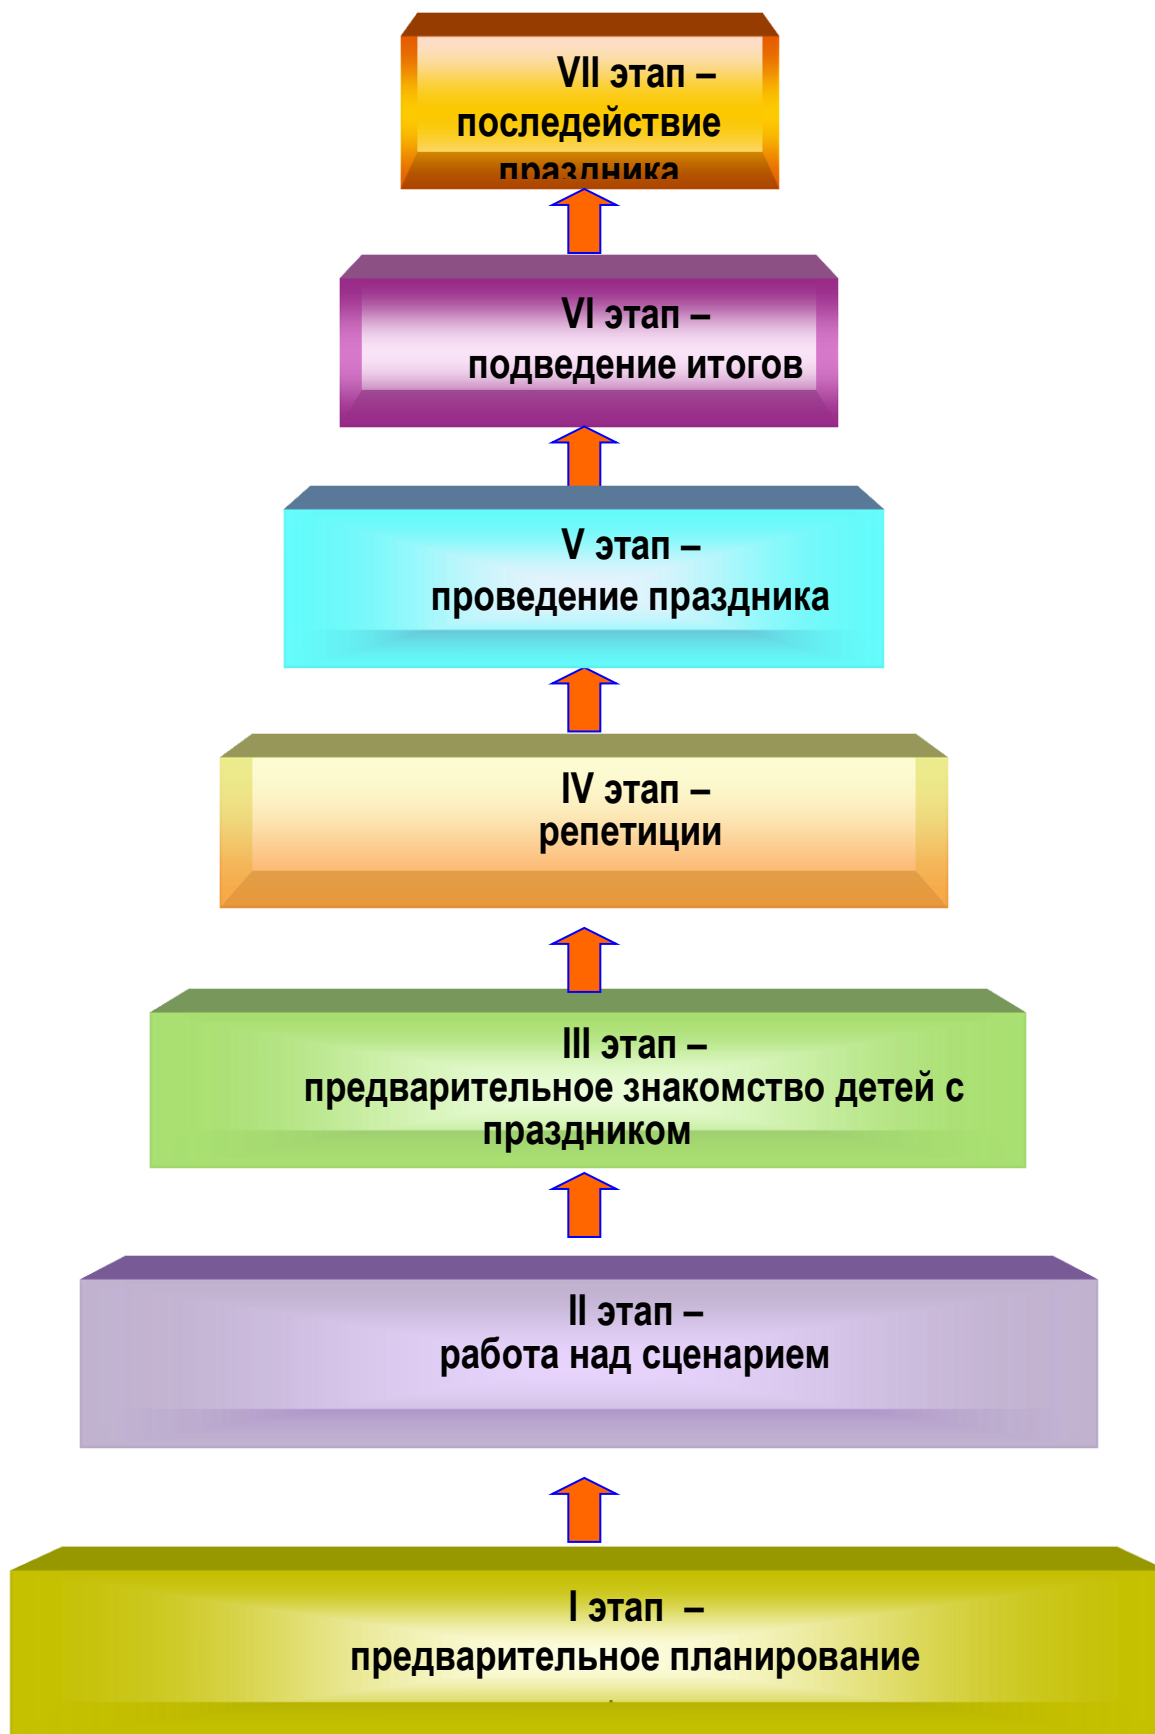 VII этап –
последействие
праздника
VI этап –
подведение итогов
V этап –
проведение праздника
IV этап –
репетиции
III этап –
предварительное знакомство детей с
праздником
II этап –
работа над сценарием
I этап –
предварительное планирование